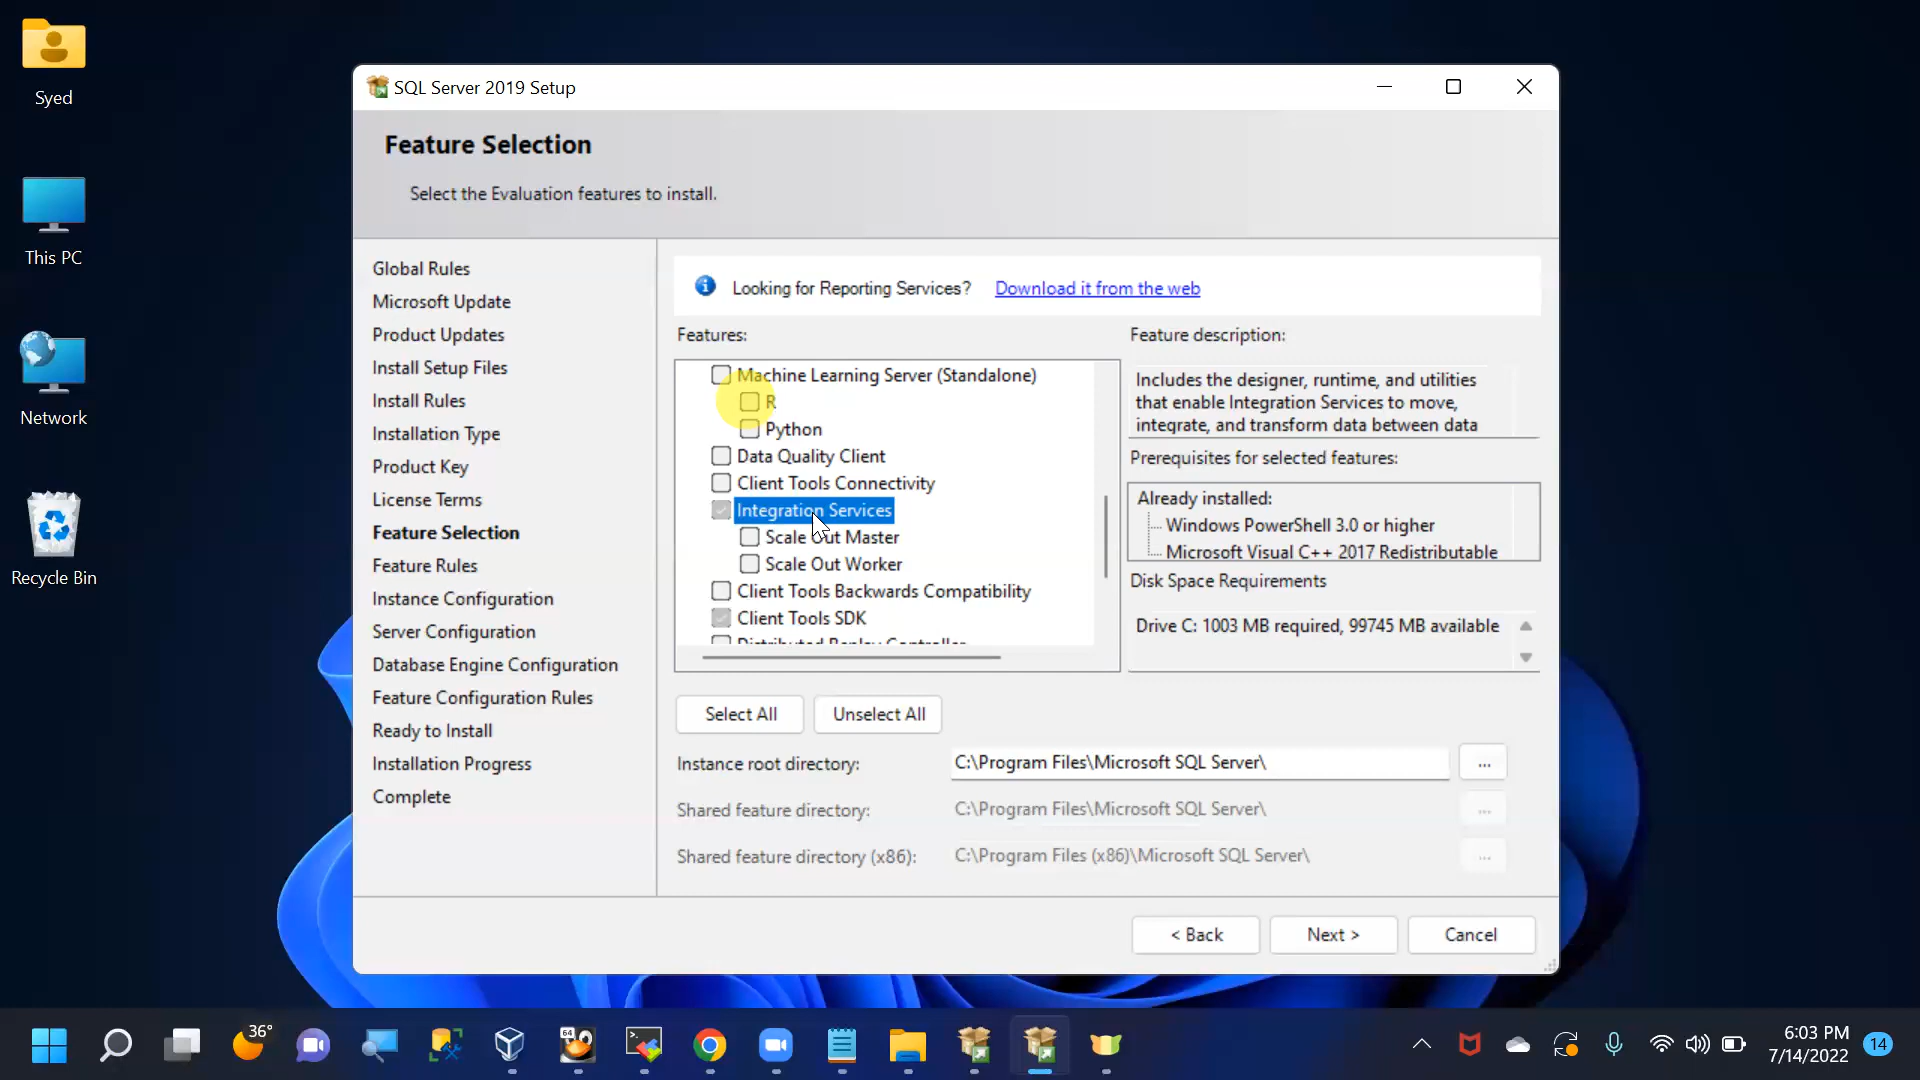 Syed
This PC
Network
Recycle Bin
SQL Server 2019 Setup
Feature Selection
Select the Evaluation features to install.
Global Rules
Microsoft Update
Product Updates
Install Setup Files
Install Rules
Installation Type
Product Key
License Terms
Feature Selection
Feature Rules
Instance Configuration
Server Configuration
Database Engine Configuration
Feature Configuration Rules
Ready to Install
Installation Progress
Complete
Looking for Reporting Services? Download it from the web
Features:
Machine Learning Server (Standalone)
R
Python
Data Quality Client
Client Tools Connectivity
Integration Services
Scale Out Master
Scale Out Worker
Client Tools Backwards Compatibility
Client Tools SDK
Distributed Replay Controller
Feature description:
Includes the designer, runtime, and utilities
that enable Integration Services to move,
integrate, and transform data between data
Prerequisites for selected features:
Already installed:
Windows PowerShell 3.0 or higher
Microsoft Visual C++ 2017 Redistributable
Disk Space Requirements
Drive C: 1003 MB required, 99745 MB available
Select All
Unselect All
Instance root directory: C:\Program Files\Microsoft SQL Server\ ...
Shared feature directory: C:\Program Files\Microsoft SQL Server\ ...
Shared feature directory (x86): C:\Program Files (x86)\Microsoft SQL Server\ ...
< Back
Next >
Cancel
36°
64
6:03 PM
7/14/2022
14